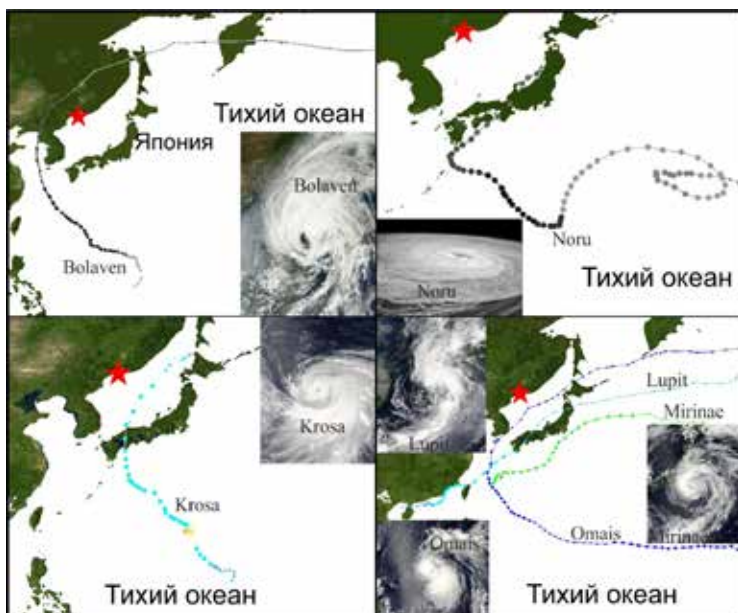 Тихий океан
Япония
Bolaven
Bolaven
Noru
Noru
Тихий океан
Krosa
Krosa
Тихий океан
Lupit
Lupit
Mirinae
Omais
Omais
Mirinae
Тихий океан